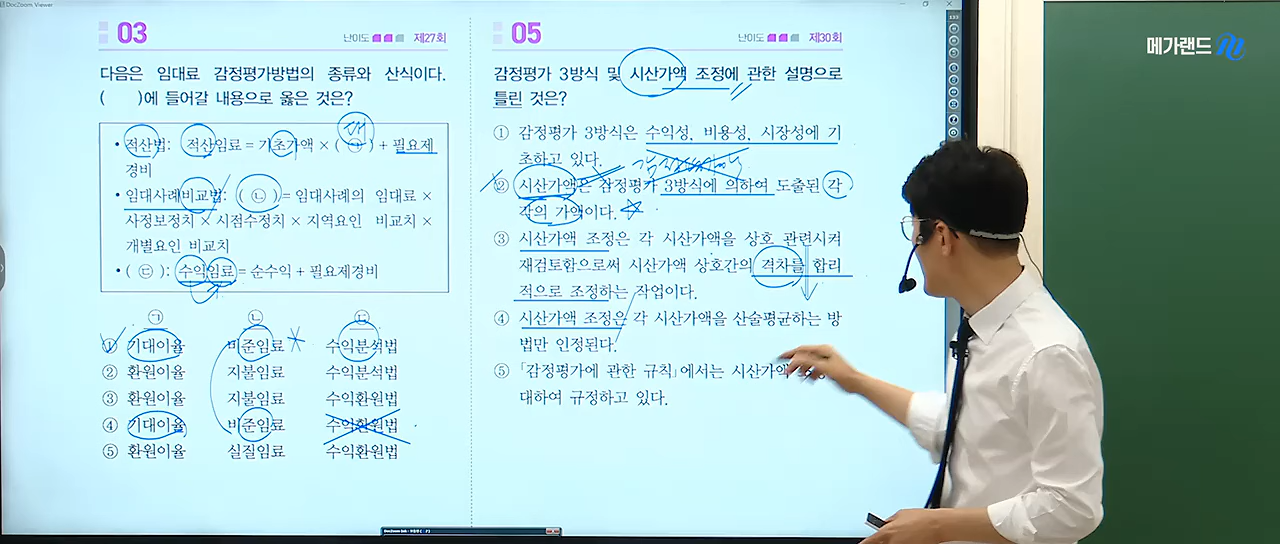 DocZoom Viewer
03
난이도
제27회
다음은 임대료 감정평가방법의 종류와 산식이다.
( )에 들어갈 내용으로 옳은 것은?
• 적산법: 적산임료 = 기초가액 × ( ㉠ ) + 필요제
경비
• 임대사례비교법: ( ㉡ ) = 임대사례의 임대료 ×
사정보정치 × 시점수정치 × 지역요인 비교치 ×
개별요인 비교치
• ( ㉢ ): 수익임료 = 순수익 + 필요제경비
㉠ ㉡ ㉢
① 기대이율 비준임료 수익분석법
② 환원이율 지불임료 수익분석법
③ 환원이율 지불임료 수익환원법
④ 기대이율 비준임료 수익환원법
⑤ 환원이율 실질임료 수익환원법
05
난이도
제30회
감정평가 3방식 및 시산가액 조정에 관한 설명으로
틀린 것은?
① 감정평가 3방식은 수익성, 비용성, 시장성에 기
초하고 있다.
② 시산가액은 감정평가 3방식에 의하여 도출된 각
각의 가액이다.
③ 시산가액 조정은 각 시산가액을 상호 관련시켜
재검토함으로써 시산가액 상호간의 격차를 합리
적으로 조정하는 작업이다.
④ 시산가액 조정은 각 시산가액을 산술평균하는 방
법만 인정된다.
⑤ 「감정평가에 관한 규칙」에서는 시산가액
대하여 규정하고 있다.
메가랜드